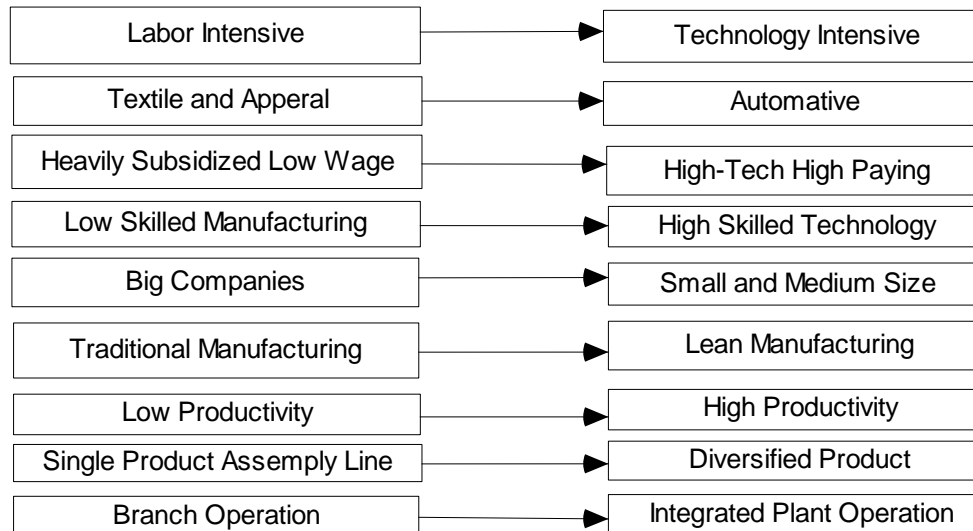 Labor Intensive
Technology Intensive
Textile and Apperal
Automative
Heavily Subsidized Low Wage
High-Tech High Paying
Low Skilled Manufacturing
High Skilled Technology
Big Companies
Small and Medium Size
Traditional Manufacturing
Lean Manufacturing
Low Productivity
High Productivity
Single Product Assemply Line
Diversified Product
Branch Operation
Integrated Plant Operation